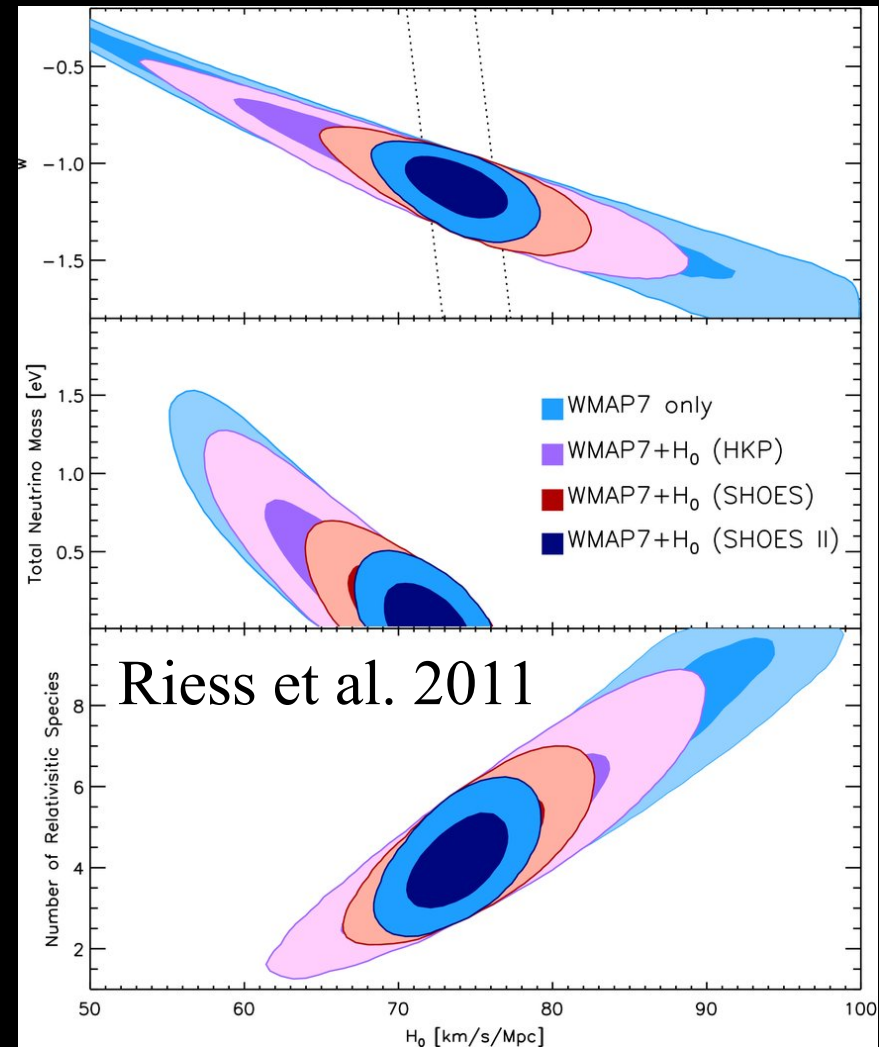 w
−0.5
−1.0
−1.5
Total Neutrino Mass [eV]
1.5
1.0
0.5
WMAP7 only
WMAP7+H₀ (HKP)
WMAP7+H₀ (SHOES)
WMAP7+H₀ (SHOES II)
Riess et al. 2011
Number of Relativisitic Species
8
6
4
2
50 60 70 80 90 100
H₀ [km/s/Mpc]